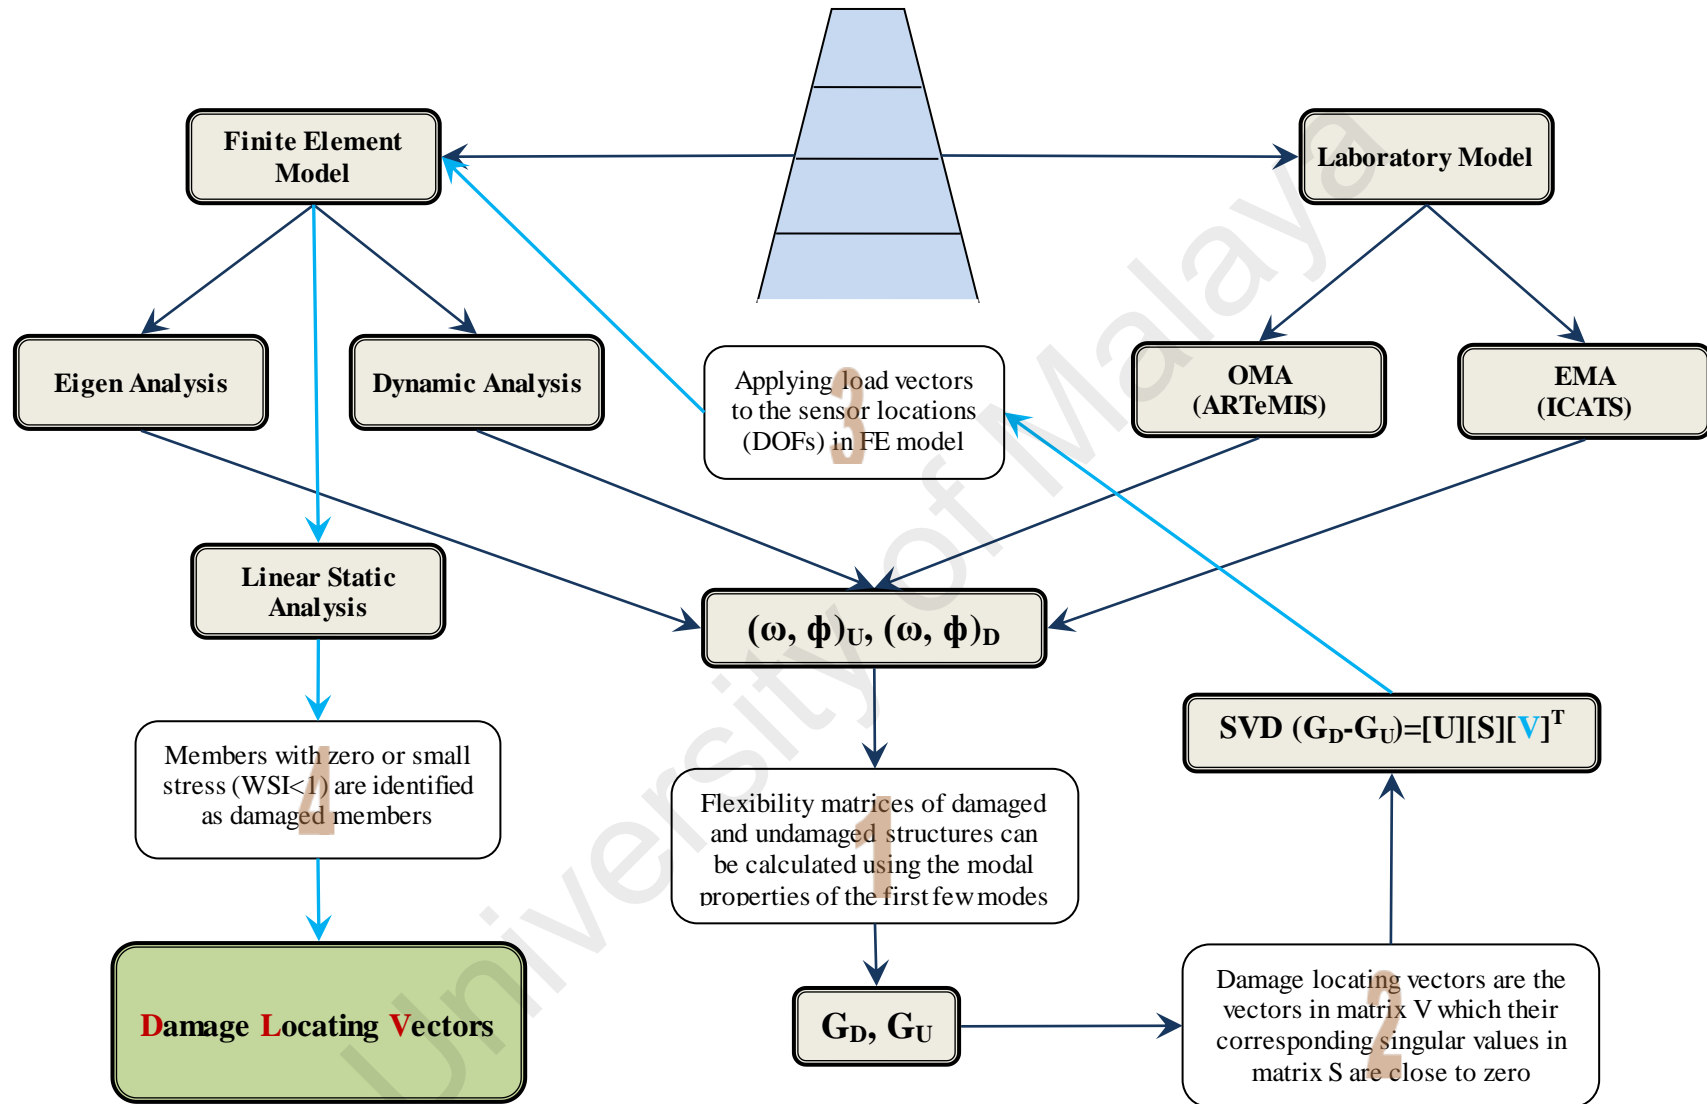 Finite Element
Model
Laboratory Model
Eigen Analysis
Dynamic Analysis
Applying load vectors
to the sensor locations
(DOFs) in FE model
3
OMA
(ARTeMIS)
EMA
(ICATS)
Linear Static
Analysis
(ω, ф)U, (ω, ф)D
SVD (GD-GU)=[U][S][V]T
Members with zero or small
stress (WSI<1) are identified
as damaged members
4
Flexibility matrices of damaged
and undamaged structures can
be calculated using the modal
properties of the first few modes
1
Damage Locating Vectors
GD, GU
Damage locating vectors are the
vectors in matrix V which their
corresponding singular values in
matrix S are close to zero
2
University of Malaya